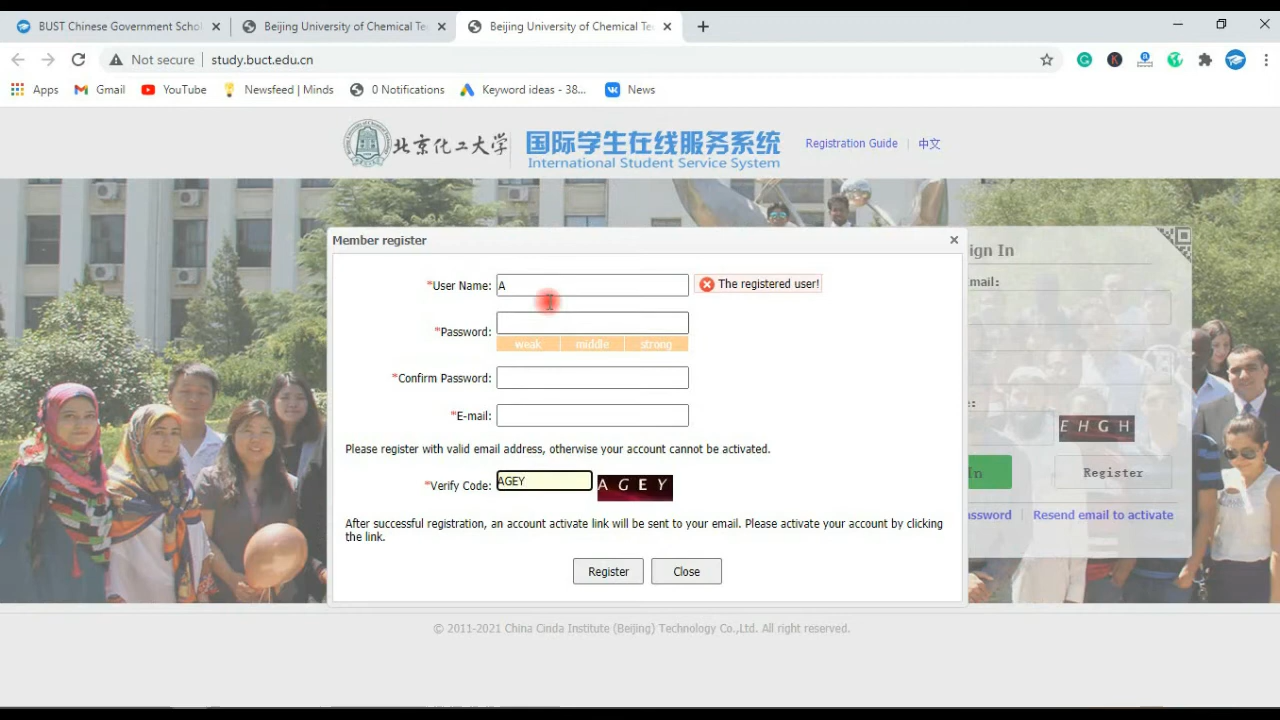 BUST Chinese Government Schol
Beijing University of Chemical Te
Beijing University of Chemical Te
Not secure
study.buct.edu.cn
Apps
Gmail
YouTube
Newsfeed | Minds
0 Notifications
Keyword ideas - 38...
News
北京化工大学
国际学生在线服务系统
International Student Service System
Registration Guide
中文
Member register
ign In
*User Name:
A
The registered user!
mail:
*Password:
weak
middle
strong
*Confirm Password:
e:
*E-mail:
EHGH
Please register with valid email address, otherwise your account cannot be activated.
*Verify Code:
AGEY
AGEY
In
Register
After successful registration, an account activate link will be sent to your email. Please activate your account by clicking
the link.
ssword
Resend email to activate
Register
Close
© 2011-2021 China Cinda Institute (Beijing) Technology Co.,Ltd. All right reserved.